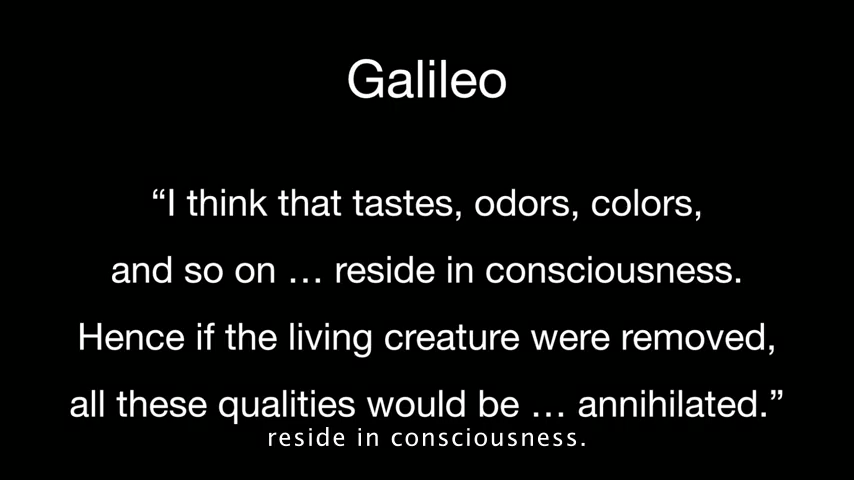 Galileo
“I think that tastes, odors, colors,
and so on … reside in consciousness.
Hence if the living creature were removed,
all these qualities would be … annihilated.”
reside in consciousness.